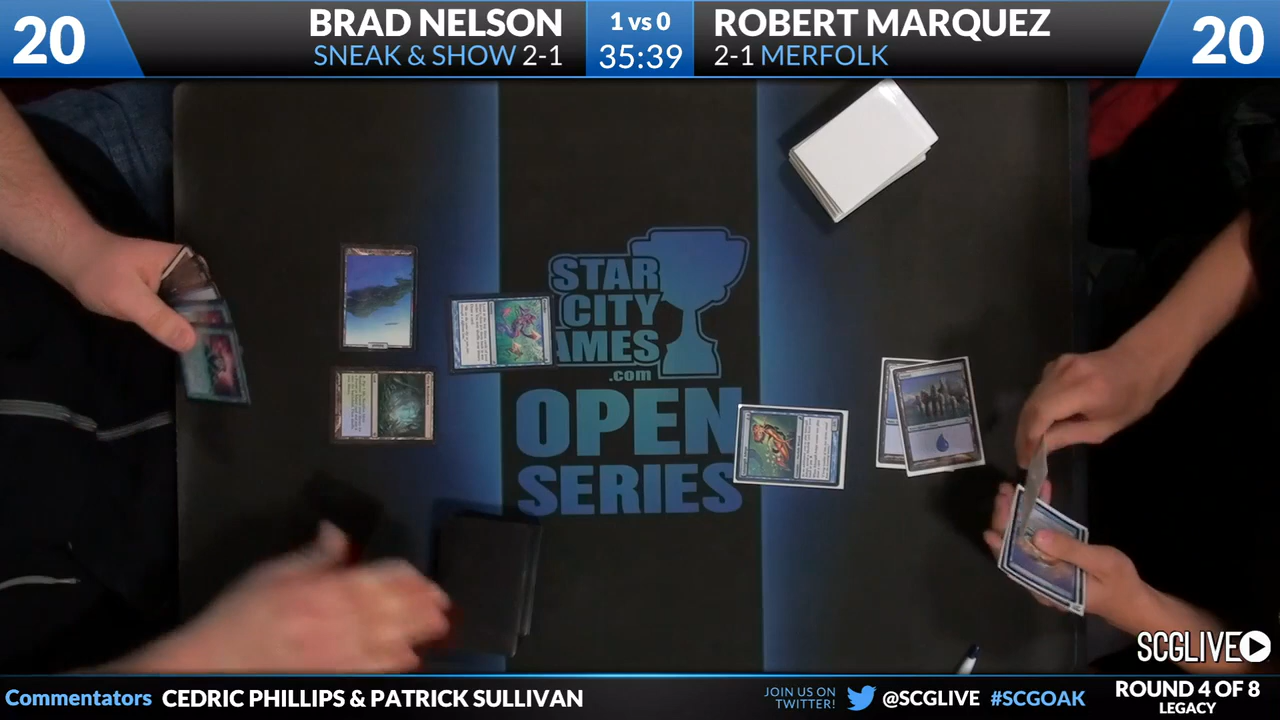 20
BRAD NELSON
SNEAK & SHOW 2-1
1 vs 0
35:39
ROBERT MARQUEZ
2-1 MERFOLK
20
STAR
CITY
GAMES
.com
OPEN
SERIES
SCGLIVE
Commentators CEDRIC PHILLIPS & PATRICK SULLIVAN
JOIN US ON
TWITTER!
@SCGLIVE #SCGOAK
ROUND 4 OF 8
LEGACY